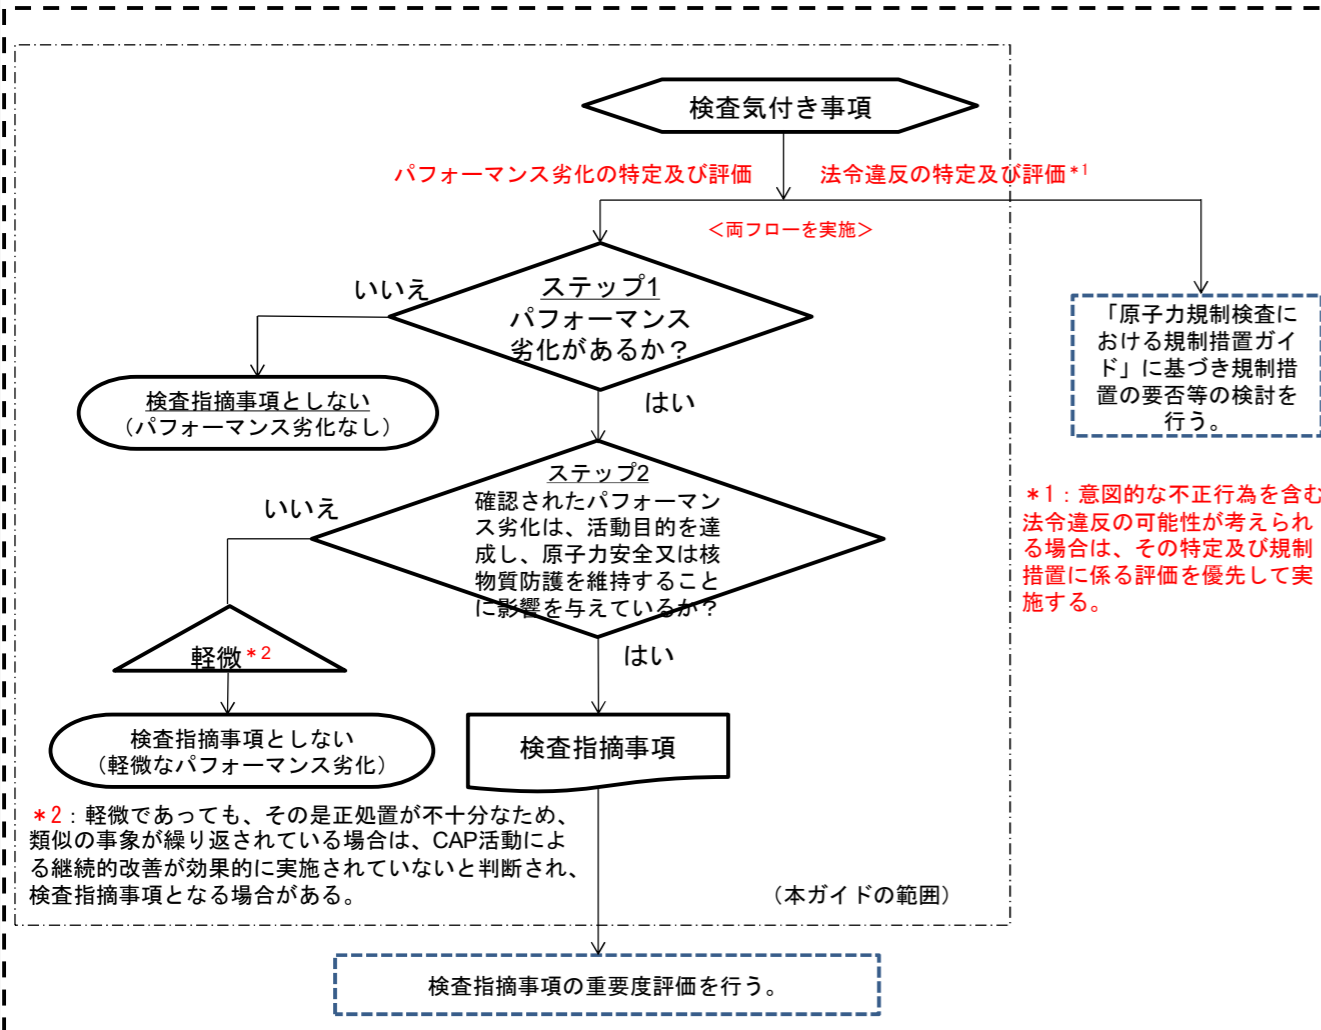 検査気付き事項
パフォーマンス劣化の特定及び評価
法令違反の特定及び評価*1
＜両フローを実施＞
いいえ
ステップ1
パフォーマンス
劣化があるか？
はい
検査指摘事項としない
（パフォーマンス劣化なし）
「原子力規制検査に
おける規制措置ガイ
ド」に基づき規制措
置の要否等の検討を
行う。
いいえ
ステップ2
確認されたパフォーマン
ス劣化は、活動目的を達
成し、原子力安全又は核
物質防護を維持すること
に影響を与えているか？
はい
*1：意図的な不正行為を含む
法令違反の可能性が考えられ
る場合は、その特定及び規制
措置に係る評価を優先して実
施する。
軽微*2
検査指摘事項としない
（軽微なパフォーマンス劣化）
検査指摘事項
*2：軽微であっても、その是正処置が不十分なため、
類似の事象が繰り返されている場合は、CAP活動によ
る継続的改善が効果的に実施されていないと判断され、
検査指摘事項となる場合がある。
（本ガイドの範囲）
検査指摘事項の重要度評価を行う。